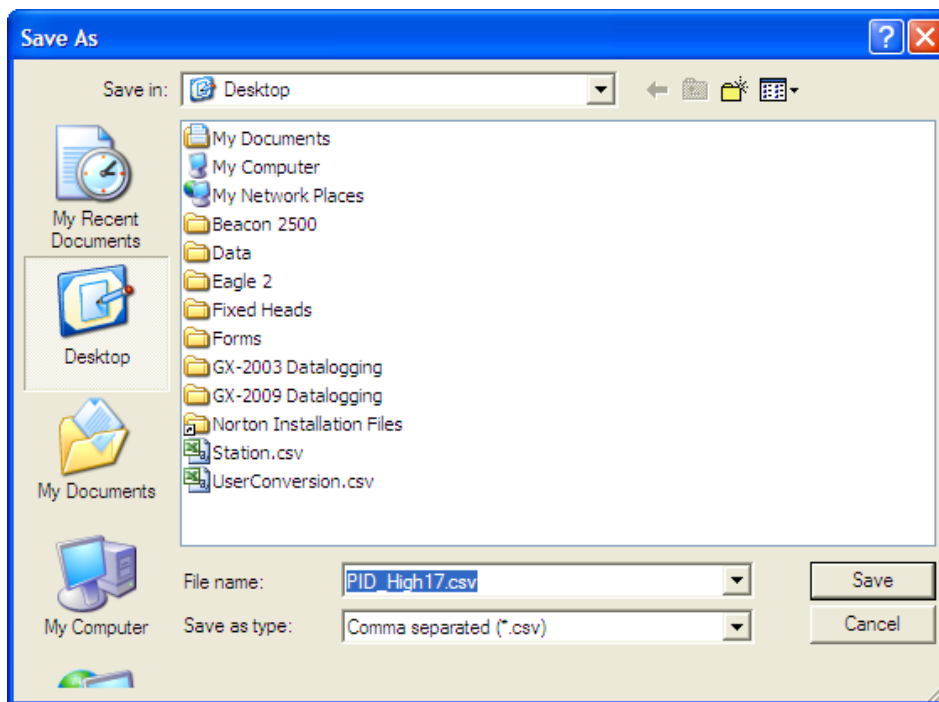 Save As
Save in:
Desktop
My Recent
Documents
Desktop
My Documents
My Computer
My Documents
My Computer
My Network Places
Beacon 2500
Data
Eagle 2
Fixed Heads
Forms
GX-2003 Datalogging
GX-2009 Datalogging
Norton Installation Files
Station.csv
UserConversion.csv
File name:
PID_High17.csv
Save
Save as type:
Comma separated (*.csv)
Cancel